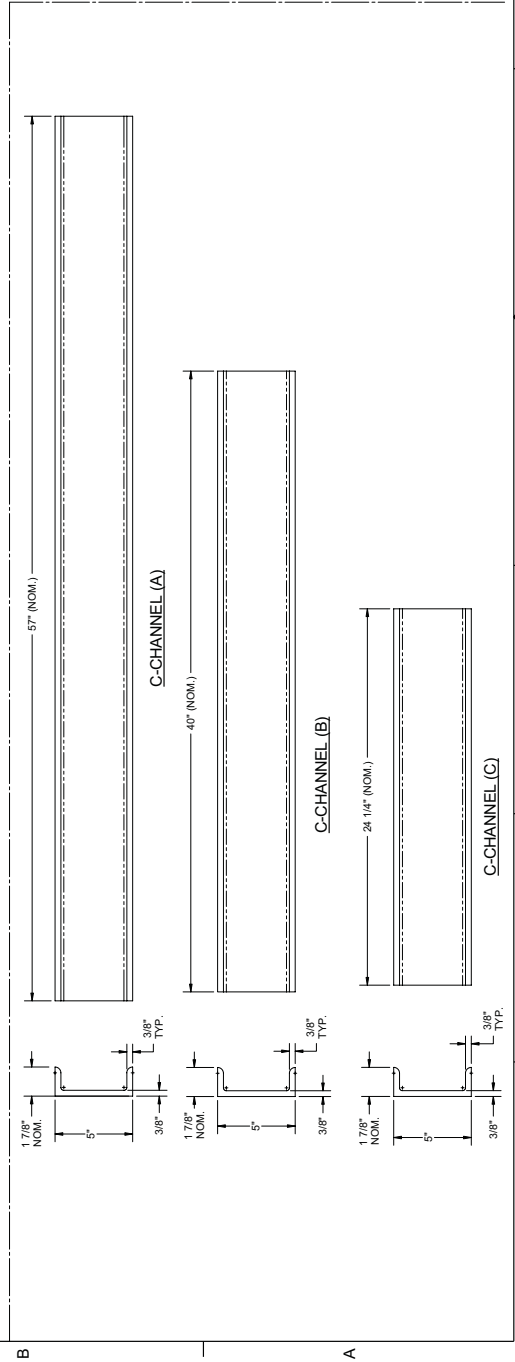 B
A
57" (NOM.)
1 7/8"
NOM.
5"
3/8"
3/8"
TYP.
C-CHANNEL (A)
40" (NOM.)
1 7/8"
NOM.
5"
3/8"
3/8"
TYP.
C-CHANNEL (B)
24 1/4" (NOM.)
1 7/8"
NOM.
5"
3/8"
3/8"
TYP.
C-CHANNEL (C)